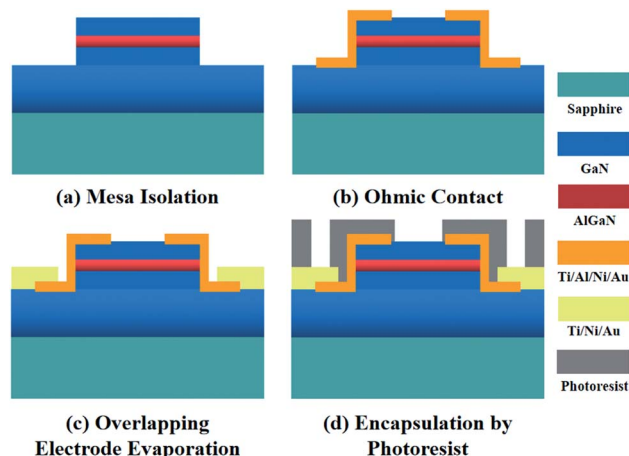 (a) Mesa Isolation
(b) Ohmic Contact
(c) Overlapping
Electrode Evaporation
(d) Encapsulation by
Photoresist
Sapphire
GaN
AlGaN
Ti/Al/Ni/Au
Ti/Ni/Au
Photoresist